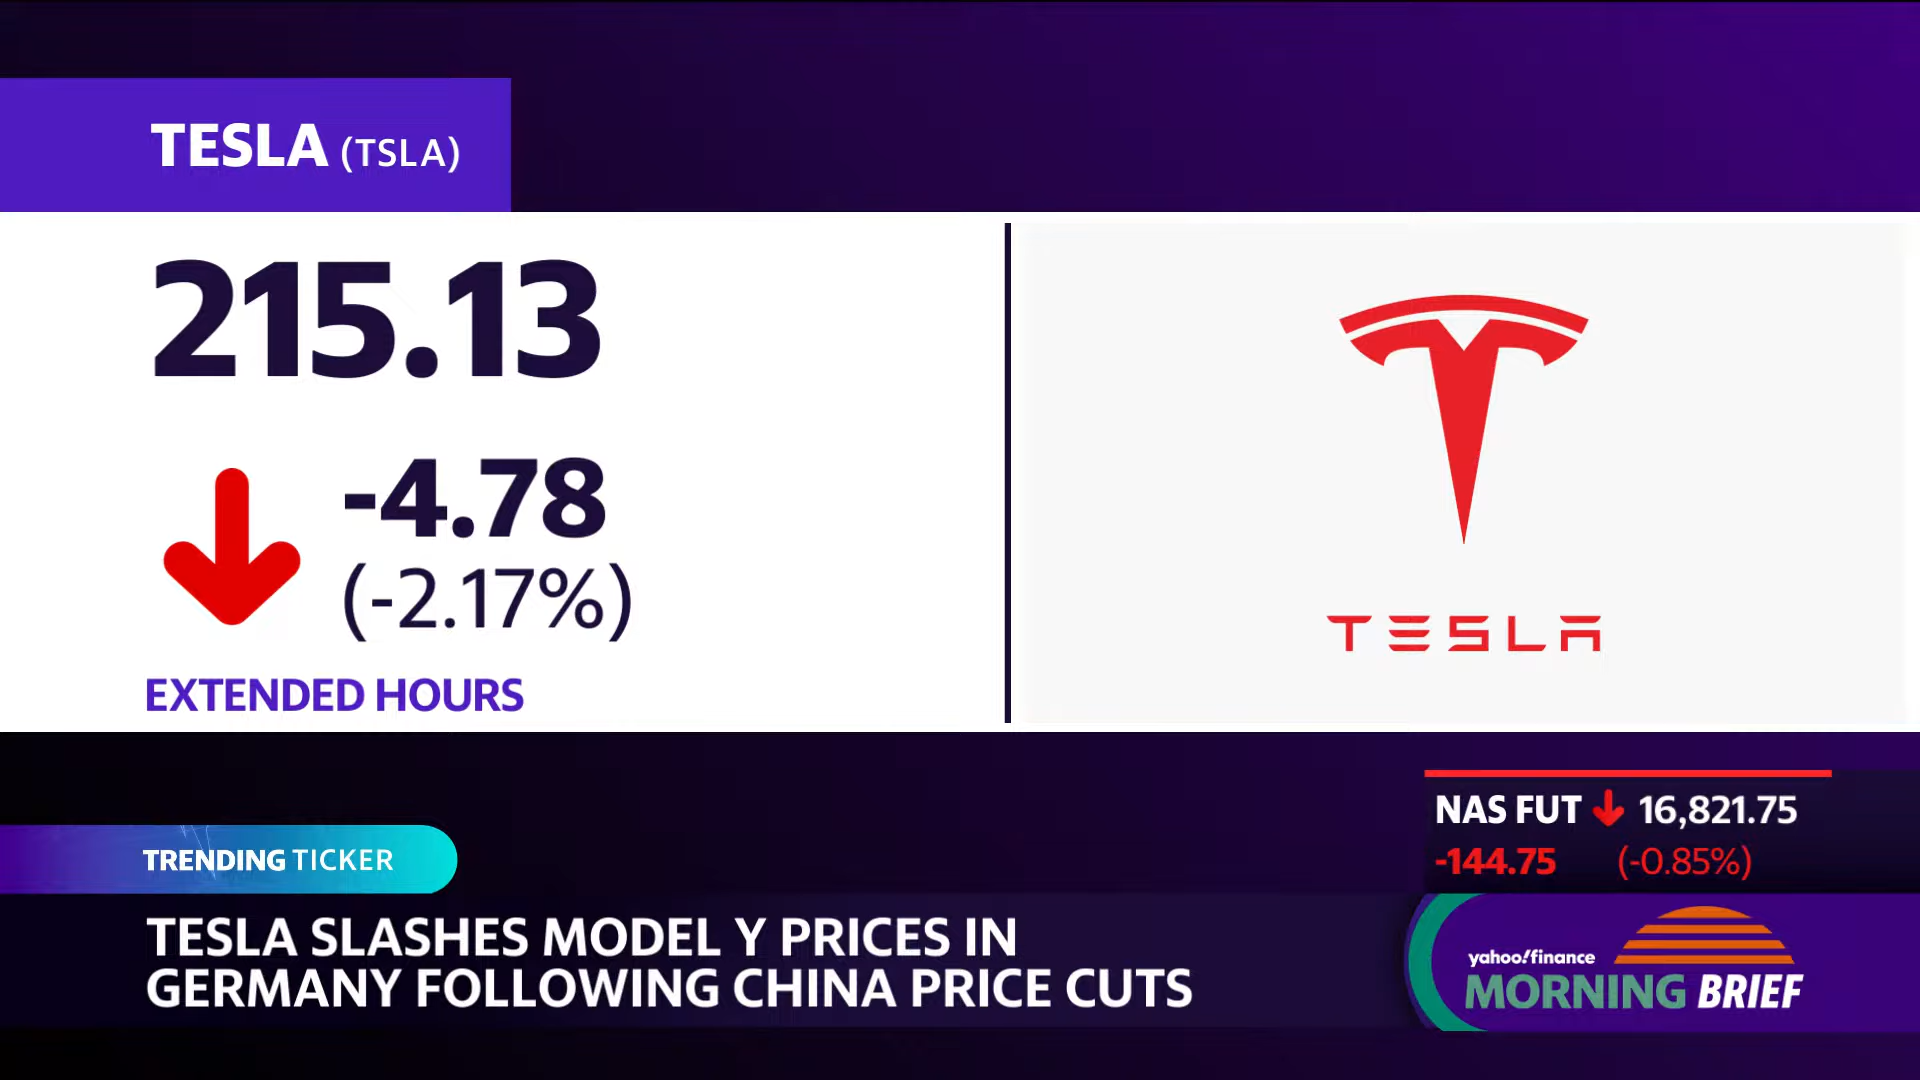 TESLA (TSLA)
215.13
-4.78
(-2.17%)
EXTENDED HOURS
TESLA
NAS FUT 16,821.75
-144.75 (-0.85%)
TRENDING TICKER
TESLA SLASHES MODEL Y PRICES IN
GERMANY FOLLOWING CHINA PRICE CUTS
yahoo!finance
MORNING BRIEF